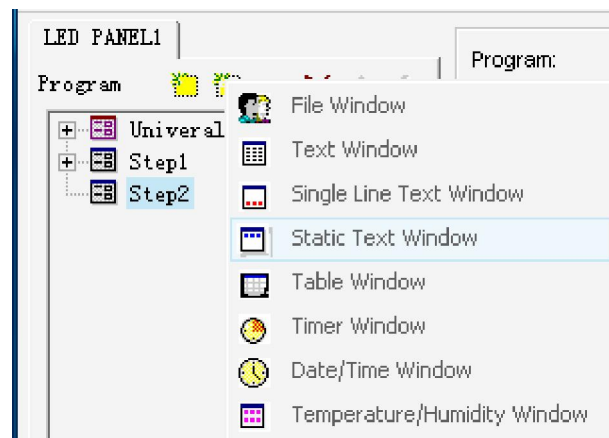 LED PANEL1
Program
Program:
Univeral
Step1
Step2
File Window
Text Window
Single Line Text Window
Static Text Window
Table Window
Timer Window
Date/Time Window
Temperature/Humidity Window